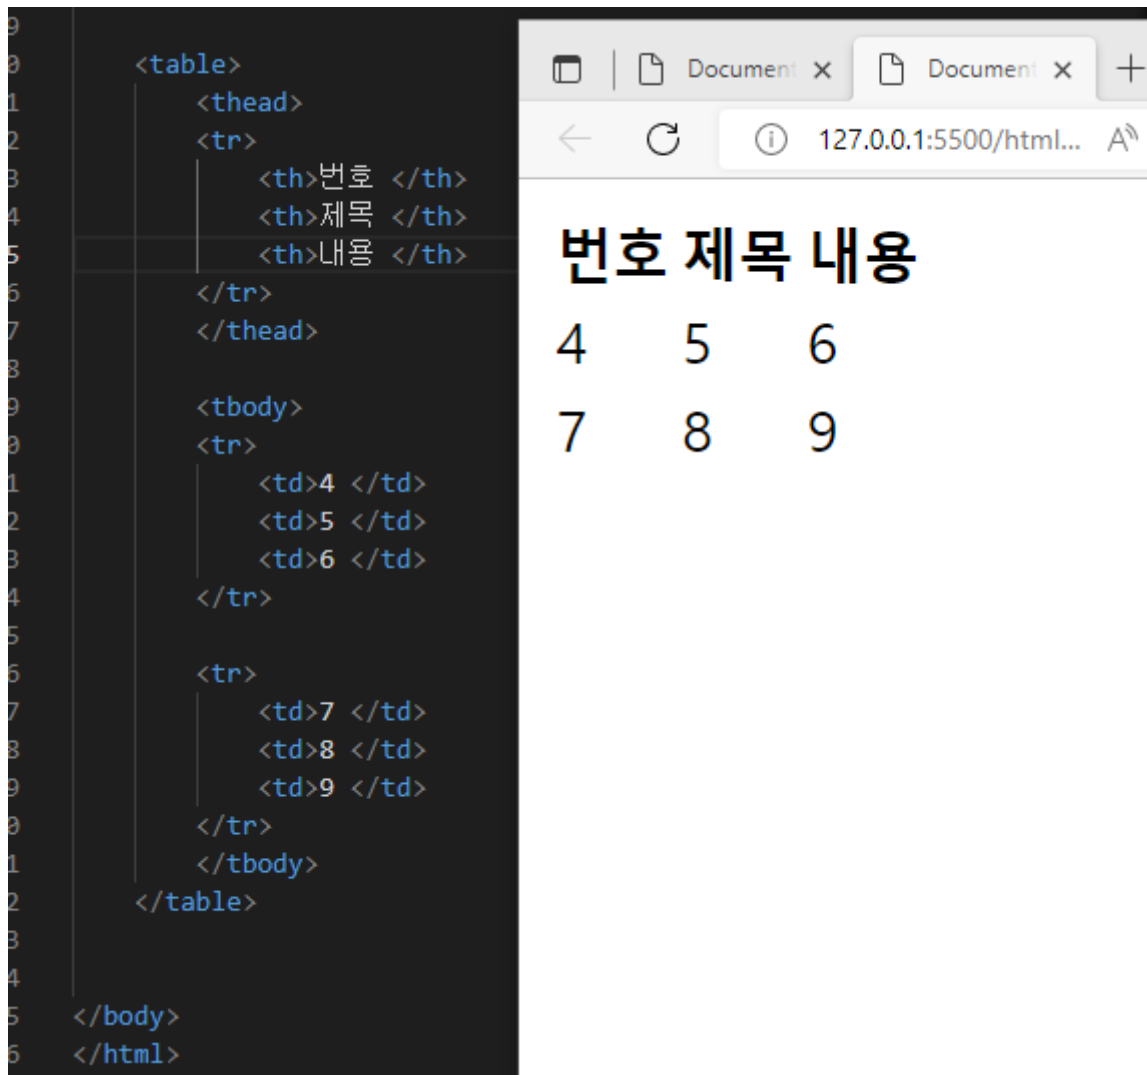 9
0 <table>
1 <thead>
2 <tr>
3 <th>번호 </th>
4 <th>제목 </th>
5 <th>내용 </th>
6 </tr>
7 </thead>
8
9 <tbody>
0 <tr>
1 <td>4 </td>
2 <td>5 </td>
3 <td>6 </td>
4 </tr>
5
6 <tr>
7 <td>7 </td>
8 <td>8 </td>
9 <td>9 </td>
0 </tr>
1 </tbody>
2 </table>
3
4
5 </body>
6 </html>
Document Document
127.0.0.1:5500/html... A
번호 제목 내용
4 5 6
7 8 9